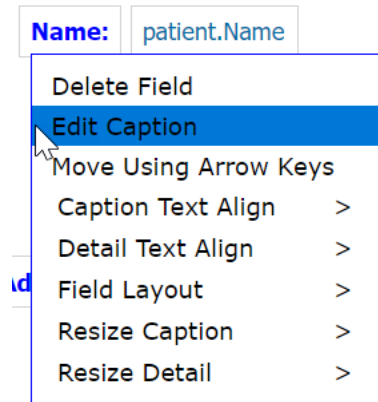 Name: patient.Name
Delete Field
Edit Caption
Move Using Arrow Keys
Caption Text Align >
Detail Text Align >
Field Layout >
Resize Caption >
Resize Detail >